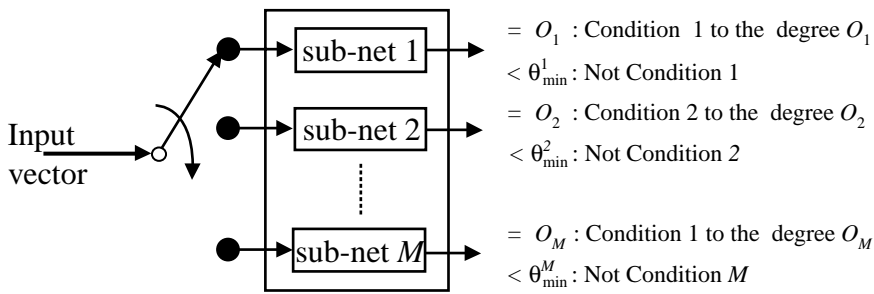 = O₁ : Condition 1 to the degree O₁
sub-net 1
< θ¹min : Not Condition 1
= O₂ : Condition 2 to the degree O₂
Input
sub-net 2
vector
< θ²min : Not Condition 2
= O_M : Condition 1 to the degree O_M
sub-net M
< θᴹmin : Not Condition M